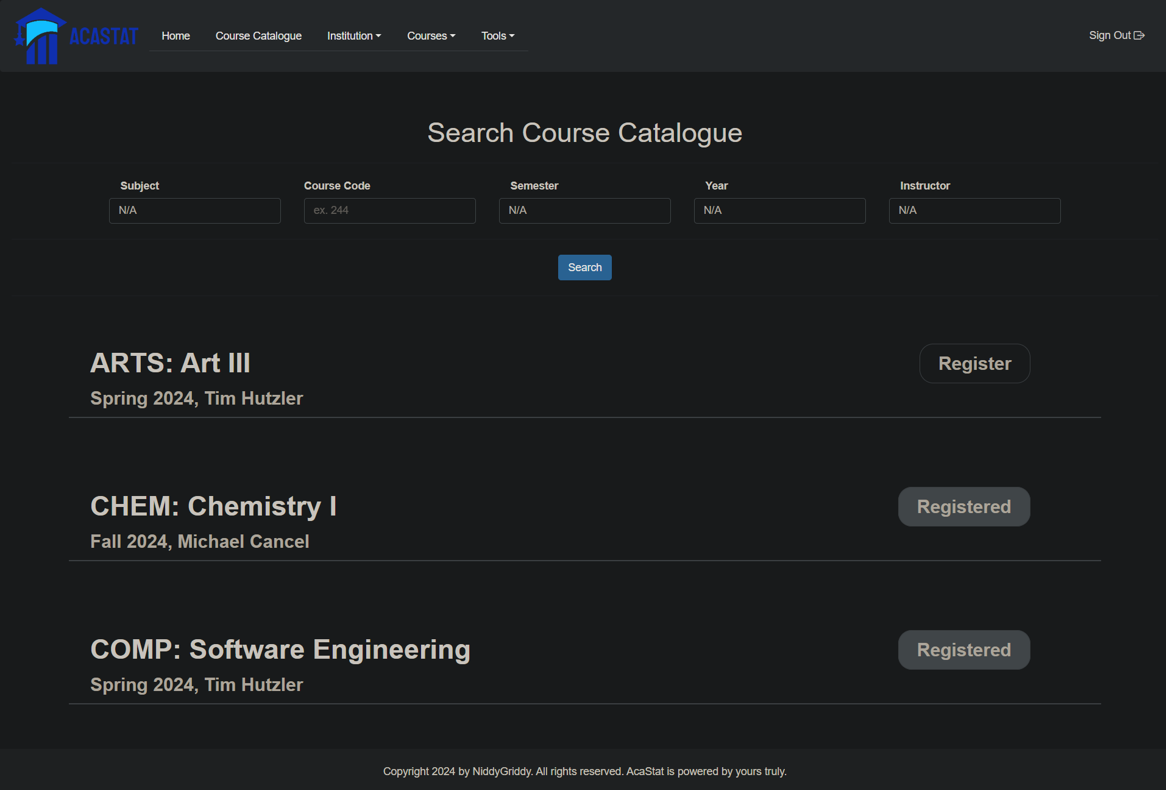 ACASTAT Home Course Catalogue Institution Courses Tools Sign Out
Search Course Catalogue
Subject Course Code Semester Year Instructor
N/A ex. 244 N/A N/A N/A
Search
ARTS: Art III Register
Spring 2024, Tim Hutzler
CHEM: Chemistry I Registered
Fall 2024, Michael Cancel
COMP: Software Engineering Registered
Spring 2024, Tim Hutzler
Copyright 2024 by NiddyGriddy. All rights reserved. AcaStat is powered by yours truly.